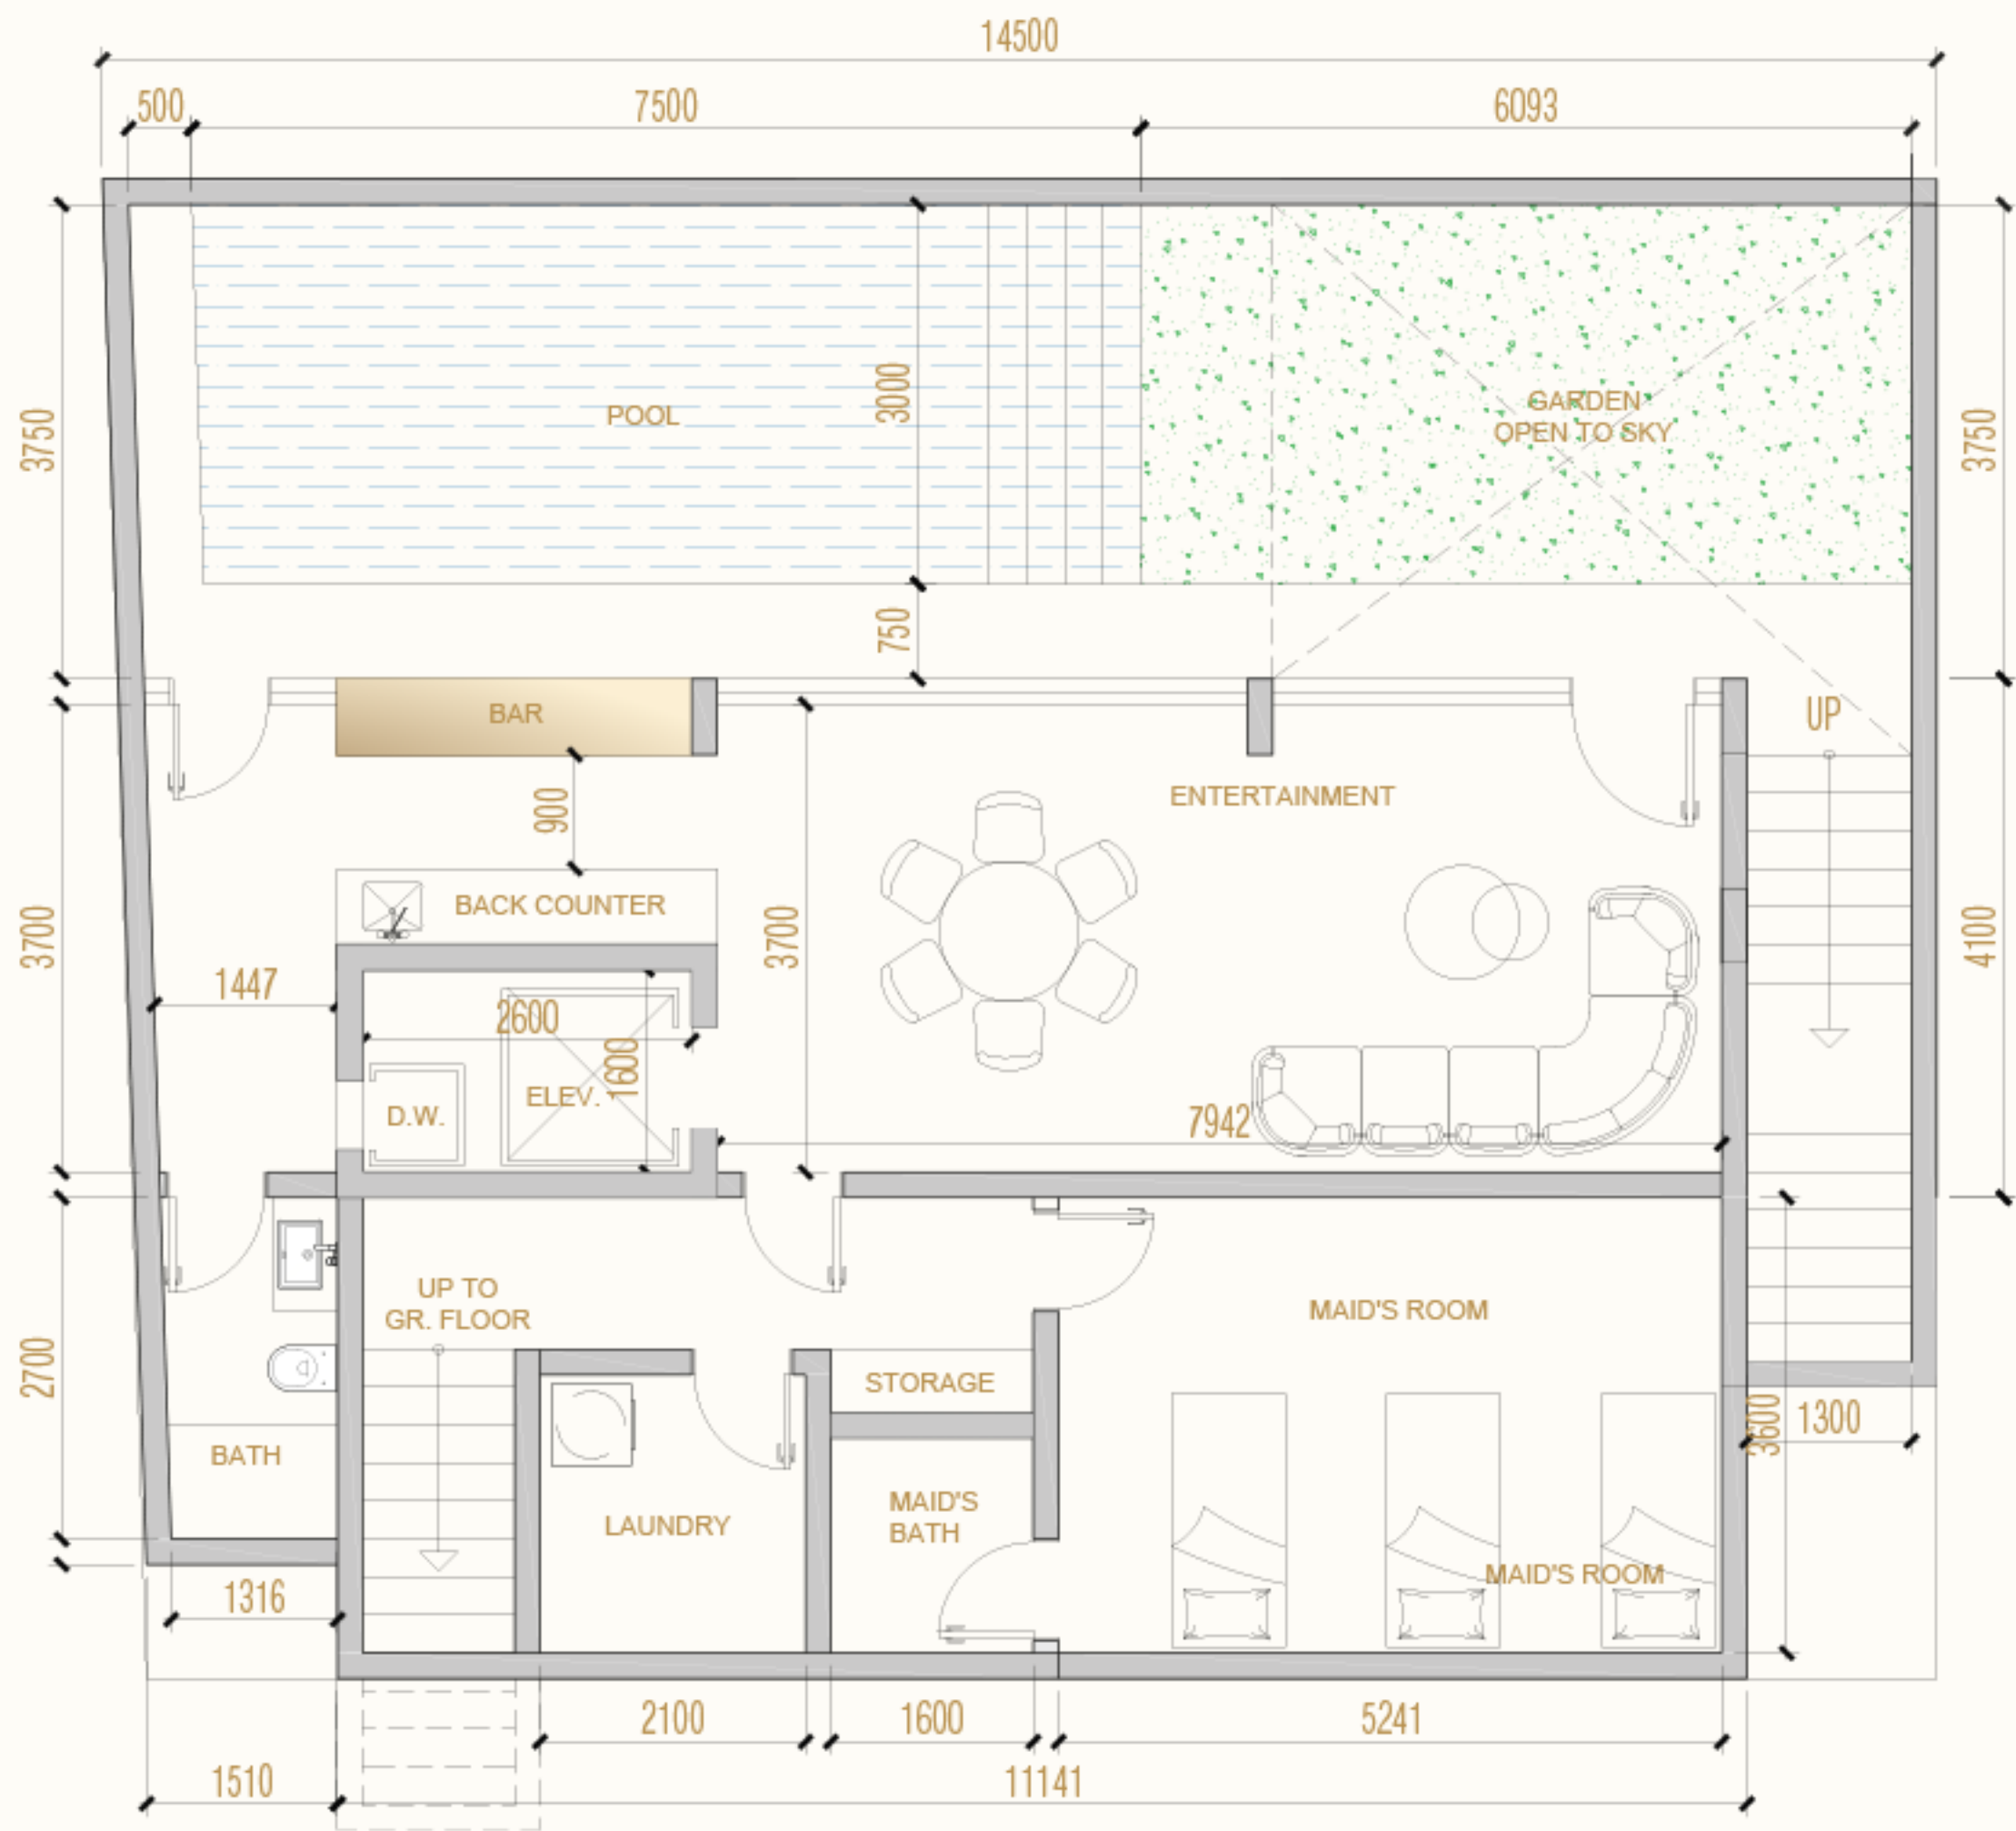 14500
500
7500
6093
3750
POOL
3000
GARDEN
OPEN TO SKY
3750
750
BAR
UP
900
ENTERTAINMENT
BACK COUNTER
3700
3700
4100
1447
2600
1600
D.W.
ELEV.
7942
UP TO
GR. FLOOR
MAID'S ROOM
2700
STORAGE
3600
1300
BATH
LAUNDRY
MAID'S
BATH
MAID'S ROOM
1316
2100
1600
5241
1510
11141